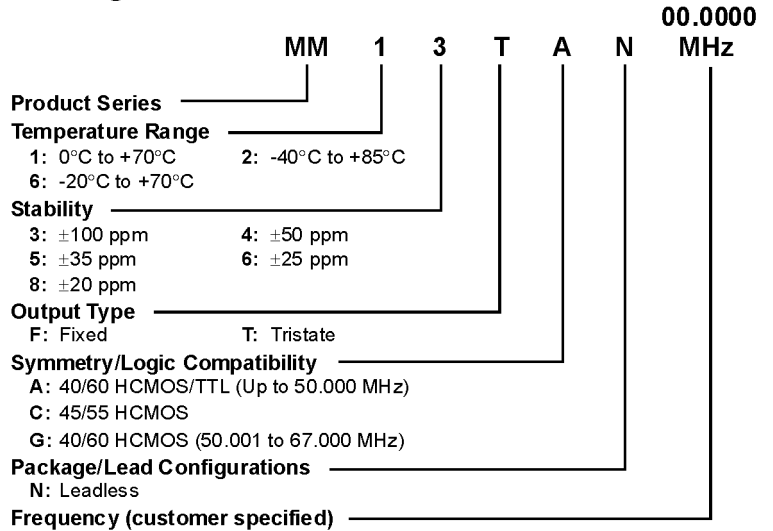 00.0000
MM 1 3 T A N MHz
Product Series
Temperature Range
1: 0°C to +70°C 2: -40°C to +85°C
6: -20°C to +70°C
Stability
3: ±100 ppm 4: ±50 ppm
5: ±35 ppm 6: ±25 ppm
8: ±20 ppm
Output Type
F: Fixed T: Tristate
Symmetry/Logic Compatibility
A: 40/60 HCMOS/TTL (Up to 50.000 MHz)
C: 45/55 HCMOS
G: 40/60 HCMOS (50.001 to 67.000 MHz)
Package/Lead Configurations
N: Leadless
Frequency (customer specified)